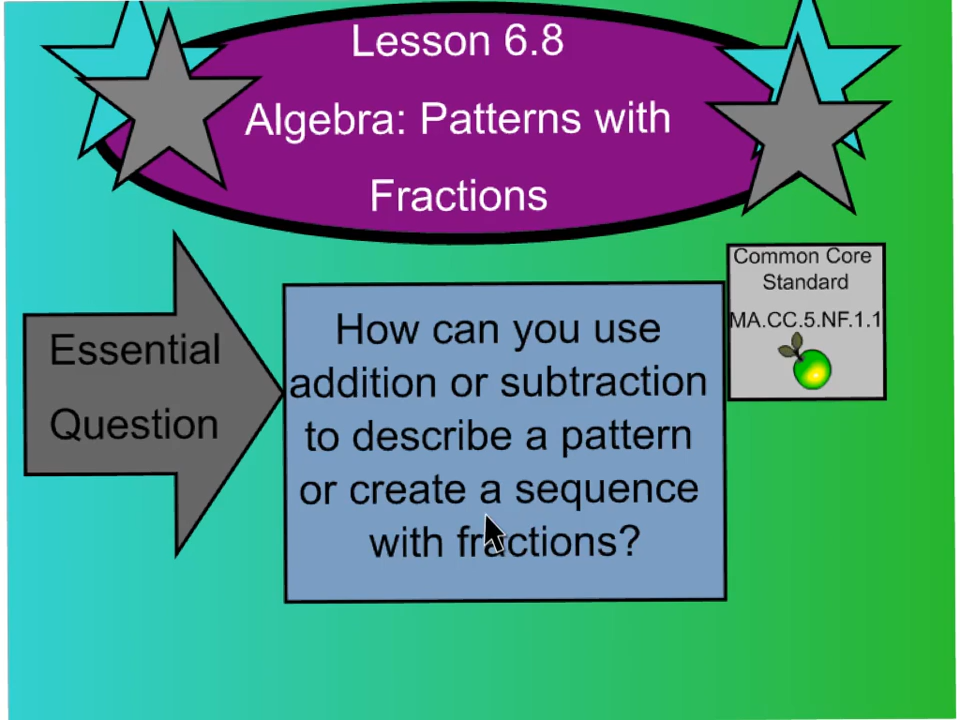 Lesson 6.8
Algebra: Patterns with
Fractions
Common Core
Standard
MA.CC.5.NF.1.1
Essential
Question
How can you use
addition or subtraction
to describe a pattern
or create a sequence
with fractions?